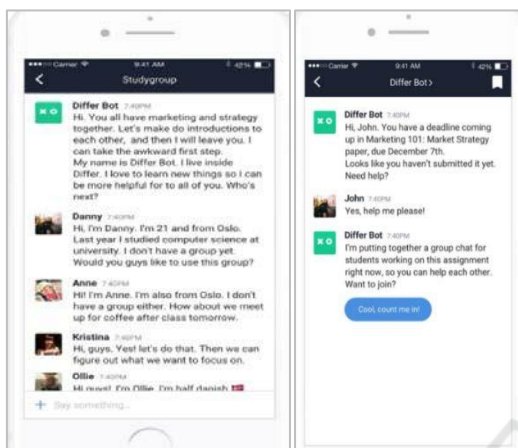 Carrier 9:41 AM 42%
Studygroup
Differ Bot 7:40PM
Hi. You all have marketing and strategy
together. Let's make do introductions to
each other, and then I will leave you. I
can take the awkward first step.
My name is Differ Bot. I live inside
Differ. I love to learn new things so I can
be more helpful for to all of you. Who's
next?
Danny 7:40PM
Hi, I'm Danny. I'm 21 and from Oslo.
Last year I studied computer science at
university. I don't have a group yet.
Would you guys like to use this group?
Anne 7:40PM
Hi! I'm Anne. I'm also from Oslo. I don't
have a group either. How about we meet
up for coffee after class tomorrow.
Kristina 7:40PM
Hi, guys. Yes! let's do that. Then we can
figure out what we want to focus on.
Ollie 7:40PM
Hi guys! I'm Ollie. I'm half danish
+ Say something...
Carrier 9:41 AM 42%
Differ Bot >
Differ Bot 7:40PM
Hi, John. You have a deadline coming
up in Marketing 101: Market Strategy
paper, due December 7th.
Looks like you haven't submitted it yet.
Need help?
John 7:40PM
Yes, help me please!
Differ Bot 7:40PM
I'm putting together a group chat for
students working on this assignment
right now, so you can help each other.
Want to join?
Cool, count me in!